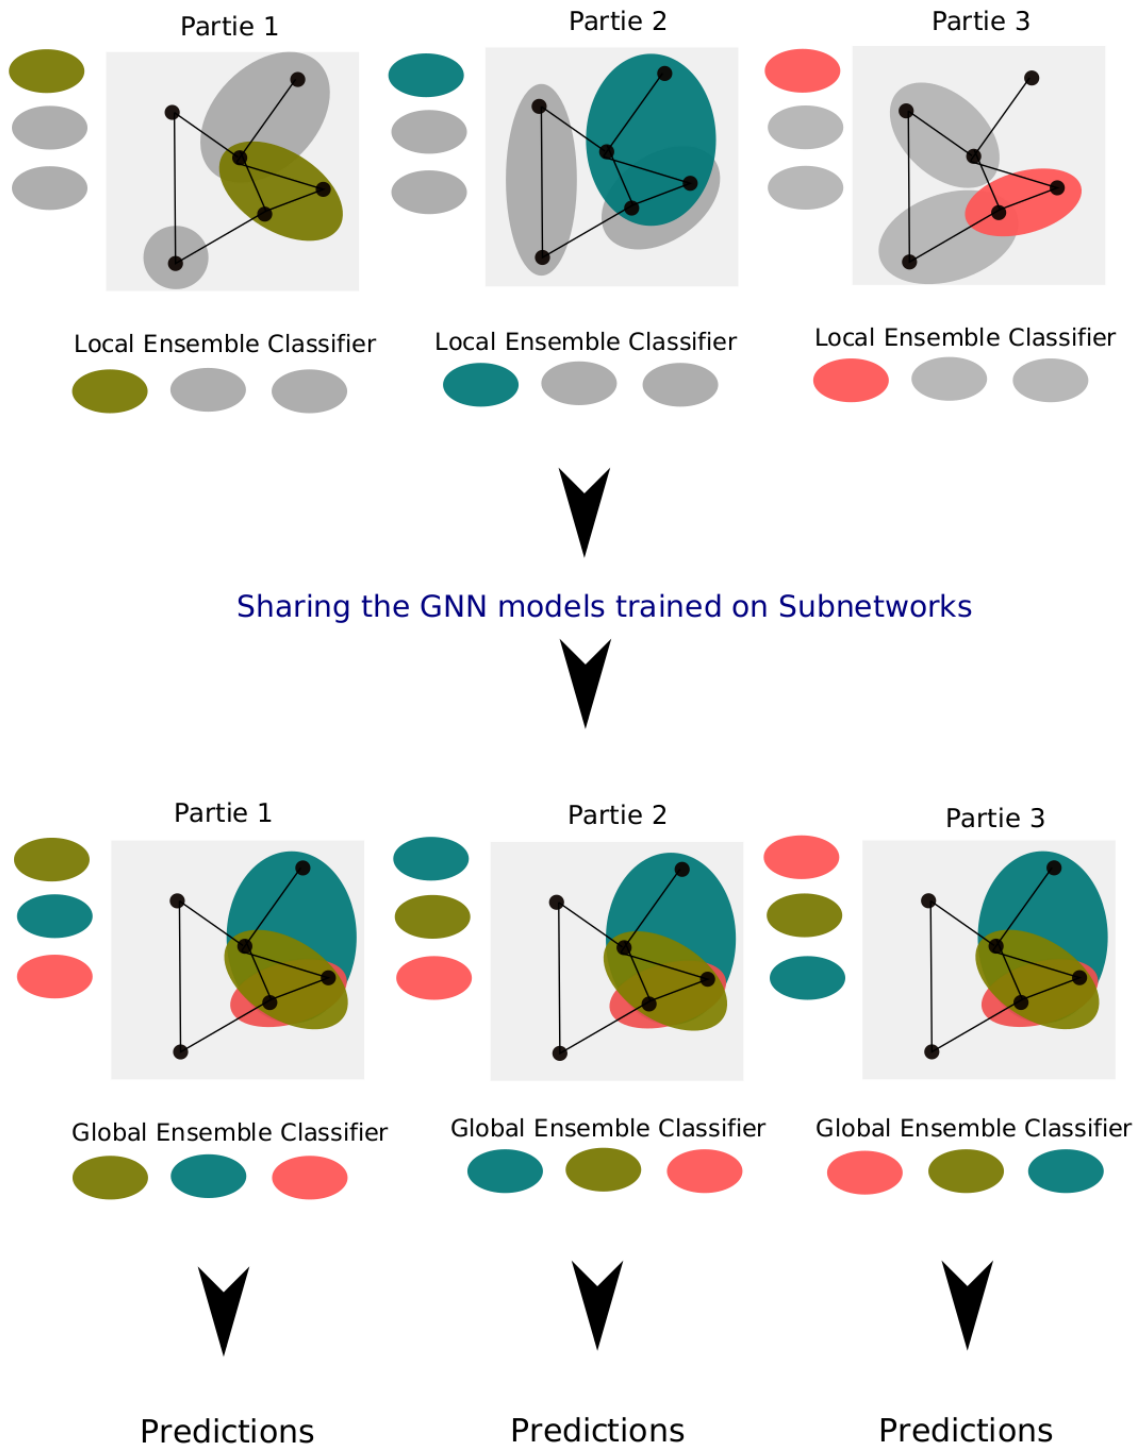 Partie 1
Partie 2
Partie 3
Local Ensemble Classifier
Local Ensemble Classifier
Local Ensemble Classifier
Sharing the GNN models trained on Subnetworks
Partie 1
Partie 2
Partie 3
Global Ensemble Classifier
Global Ensemble Classifier
Global Ensemble Classifier
Predictions
Predictions
Predictions